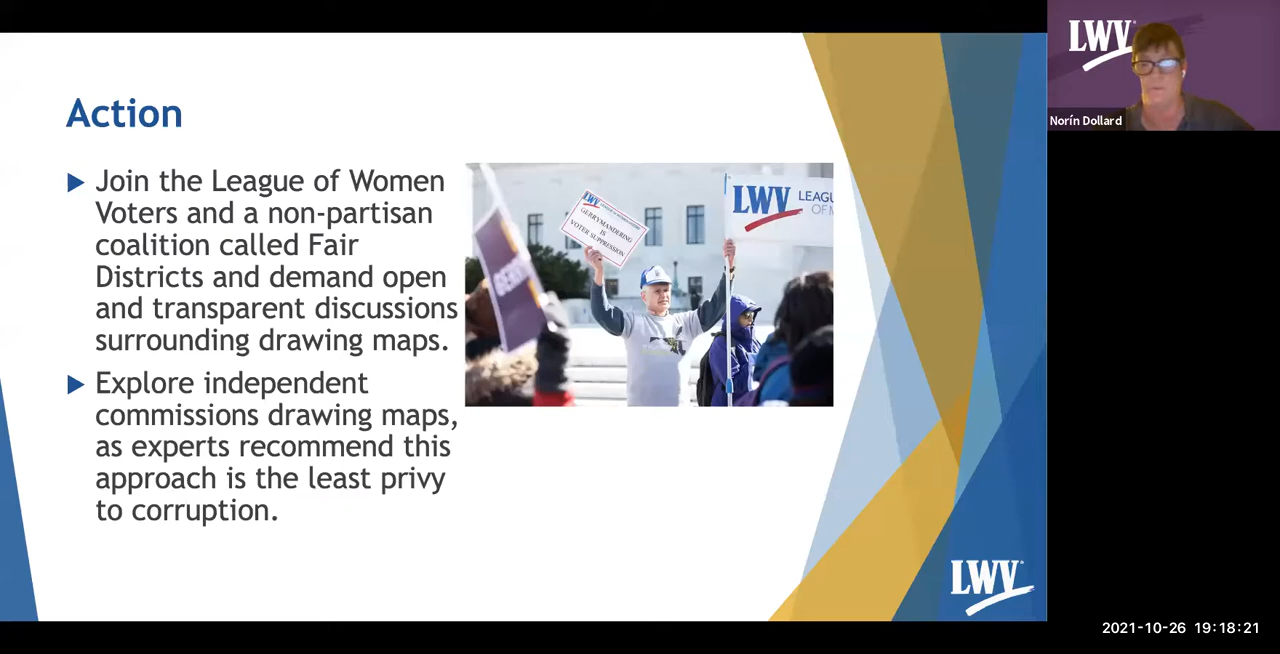 Action
Join the League of Women
Voters and a non-partisan
coalition called Fair
Districts and demand open
and transparent discussions
surrounding drawing maps.
Explore independent
commissions drawing maps,
as experts recommend this
approach is the least privy
to corruption.
LWV
GERRYMANDERING
IS
VOTER SUPPRESSION
LWV
LEAGU
OF
LWV
LWV
Norín Dollard
2021-10-26 19:18:21